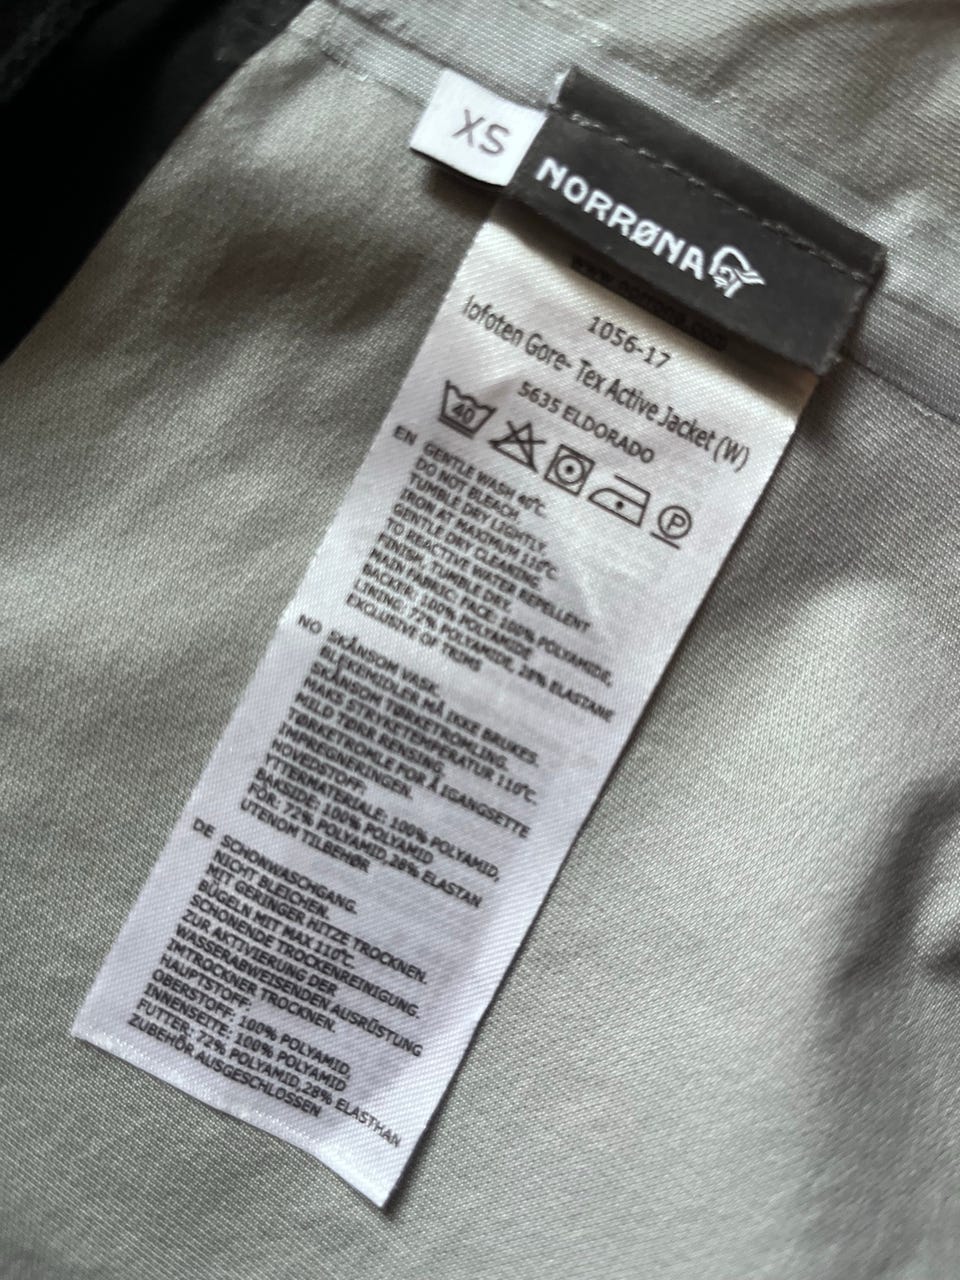 XS
NORRØNA
www.norrona.com
1056-17
lofoten Gore- Tex Active Jacket (W)
5635 ELDORADO
40
P
EN GENTLE WASH 40°C.
DO NOT BLEACH.
TUMBLE DRY LIGHTLY.
IRON AT MAXIMUM 110°C
GENTLE DRY CLEANING.
TO REACTIVE WATER REPELLENT
FINISH, TUMBLE DRY.
MAIN FABRIC: FACE: 100% POLYAMIDE,
BACKER: 100% POLYAMIDE.
LINING: 72% POLYAMIDE, 28% ELASTANE
EXCLUSIVE OF TRIMS
NO SKÅNSOM VASK.
BLEKEMIDLER MÅ IKKE BRUKES.
SKÅNSOM TØRKETROMLING.
MAKS STRYKETEMPERATUR 110°C.
MILD TØRR RENSING.
TØRKETROMLE FOR Å IGANGSETTE
IMPREGNERINGEN.
HOVEDSTOFF:
YTTERMATERIALE: 100% POLYAMID,
BAKSIDE: 100% POLYAMID
FÔR: 72% POLYAMID,28% ELASTAN
UTENOM TILBEHØR
DE SCHONWASCHGANG.
NICHT BLEICHEN.
MIT GERINGER HITZE TROCKNEN.
BÜGELN MIT MAX 110°C.
SCHONENDE TROCKENREINIGUNG.
ZUR AKTIVIERUNG DER
WASSERABWEISENDEN AUSRÜSTUNG
IMTROCKNER TROCKNEN.
HAUPTSTOFF:
OBERSTOFF: 100% POLYAMID,
INNENSEITE: 100% POLYAMID
FUTTER: 72% POLYAMID,28% ELASTHAN
ZUBEHÖR AUSGESCHLOSSEN